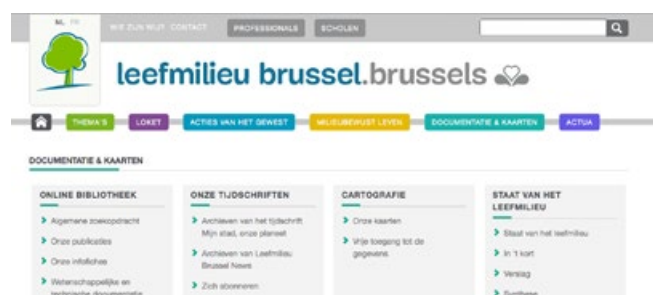 NL FR
WIE ZIJN WIJ? CONTACT PROFESSIONALS SCHOLEN
leefmilieu brussel.brussels
THEMA'S LOKET ACTIES VAN HET GEWEST MILIEUBEWUST LEVEN DOCUMENTATIE & KAARTEN ACTUA
DOCUMENTATIE & KAARTEN
ONLINE BIBLIOTHEEK
Algemene zoekopdracht
Onze publicaties
Onze infofiches
Wetenschappelijke en
technische documentatie
ONZE TIJDSCHRIFTEN
Archieven van het tijdschrift
Mijn stad, onze planeet
Archieven van Leefmilieu
Brussel News
Zich abonneren
CARTOGRAFIE
Onze kaarten
Vrije toegang tot de
gegevens
STAAT VAN HET
LEEFMILIEU
Staat van het leefmilieu
In 't kort
Verslag
Synthese